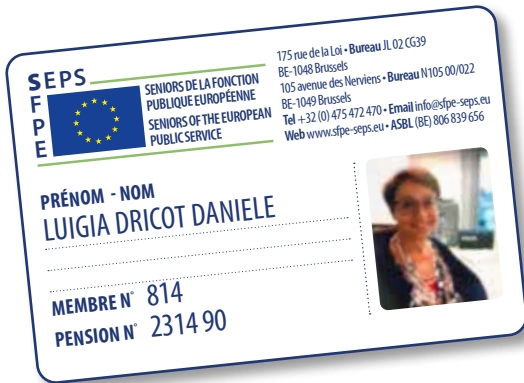 SEPS
F
P
E
SENIORS DE LA FONCTION
PUBLIQUE EUROPÉENNE
SENIORS OF THE EUROPEAN
PUBLIC SERVICE
175 rue de la Loi • Bureau JL 02 CG39
BE-1048 Brussels
105 avenue des Nerviens • Bureau N105 00/022
BE-1049 Brussels
Tel +32 (0) 475 472 470 • Email info@sfpe-seps.eu
Web www.sfpe-seps.eu • ASBL (BE) 806 839 656
PRÉNOM - NOM
LUIGIA DRICOT DANIELE
MEMBRE N° 814
PENSION N° 2314 90